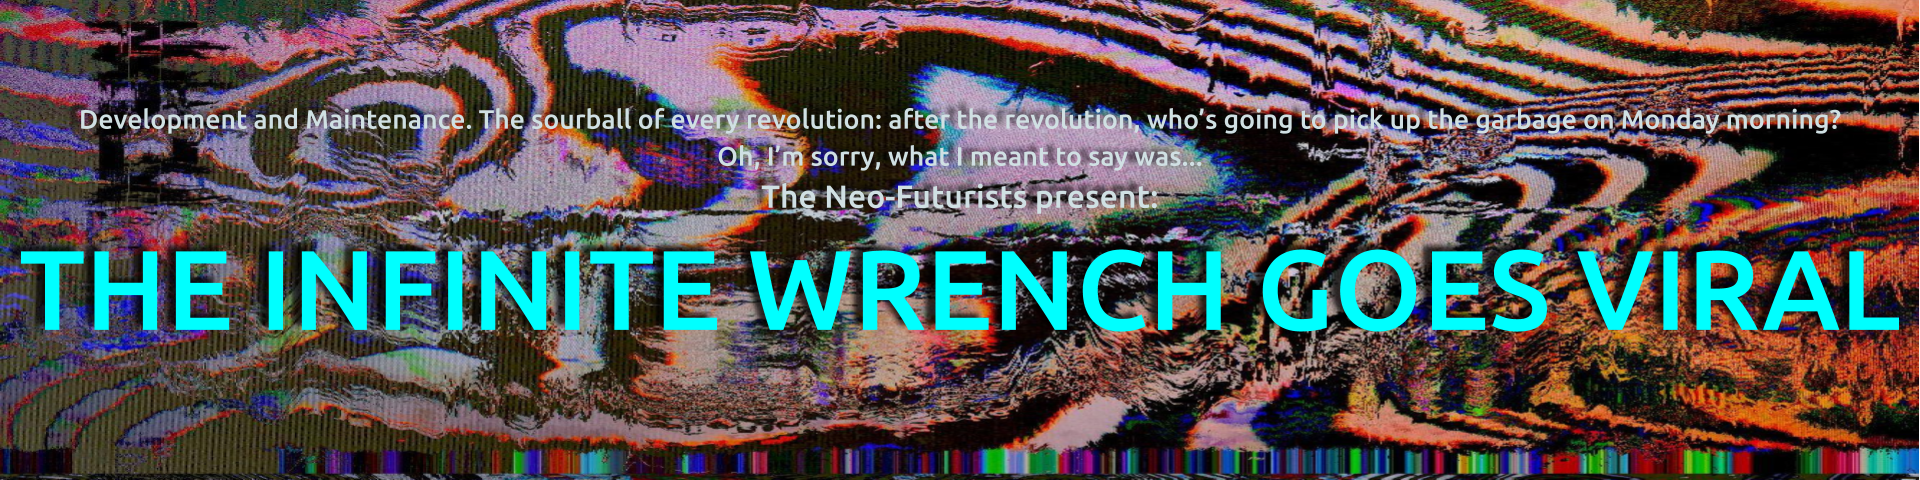 Development and Maintenance. The sourball of every revolution: after the revolution, who’s going to pick up the garbage on Monday morning?
Oh, I’m sorry, what I meant to say was...
The Neo-Futurists present:
THE INFINITE WRENCH GOES VIRAL